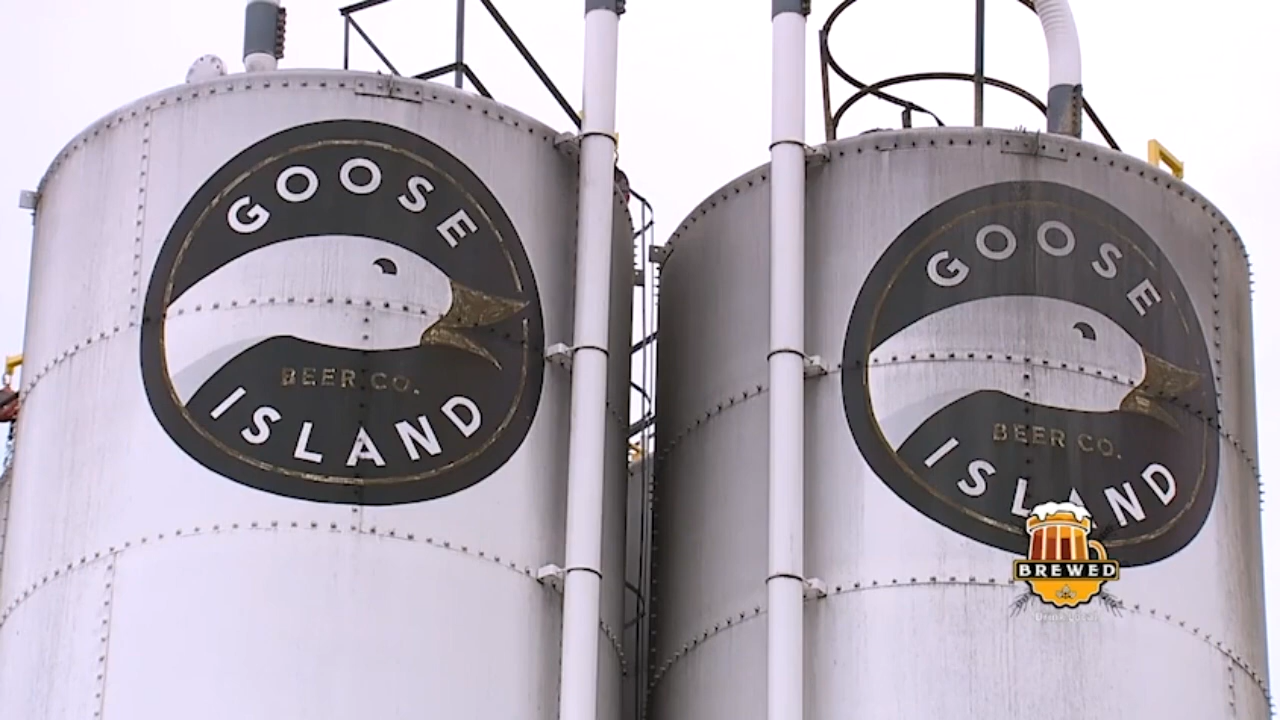 GOOSE
BEER CO.
ISLAND
GOOSE
BEER CO.
ISLAND
BREWED